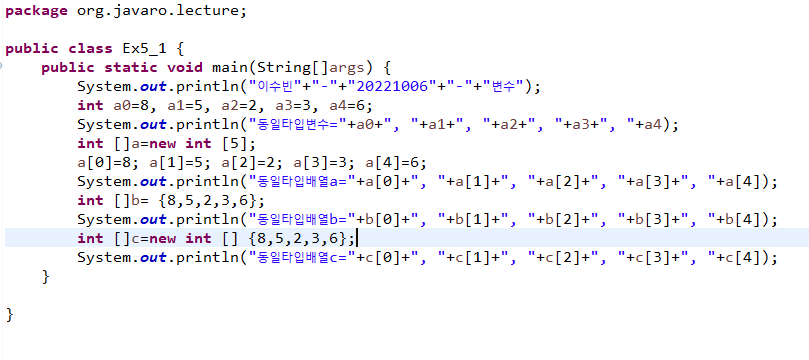 package org.javaro.lecture;
public class Ex5_1 {
public static void main(String[]args) {
System.out.println("이수빈"+"-"+"20221006"+"-"+"변수");
int a0=8, a1=5, a2=2, a3=3, a4=6;
System.out.println("동일타입변수="+a0+", "+a1+", "+a2+", "+a3+", "+a4);
int []a=new int [5];
a[0]=8; a[1]=5; a[2]=2; a[3]=3; a[4]=6;
System.out.println("동일타입배열a="+a[0]+", "+a[1]+", "+a[2]+", "+a[3]+", "+a[4]);
int []b= {8,5,2,3,6};
System.out.println("동일타입배열b="+b[0]+", "+b[1]+", "+b[2]+", "+b[3]+", "+b[4]);
int []c=new int [] {8,5,2,3,6};
System.out.println("동일타입배열c="+c[0]+", "+c[1]+", "+c[2]+", "+c[3]+", "+c[4]);
}
}